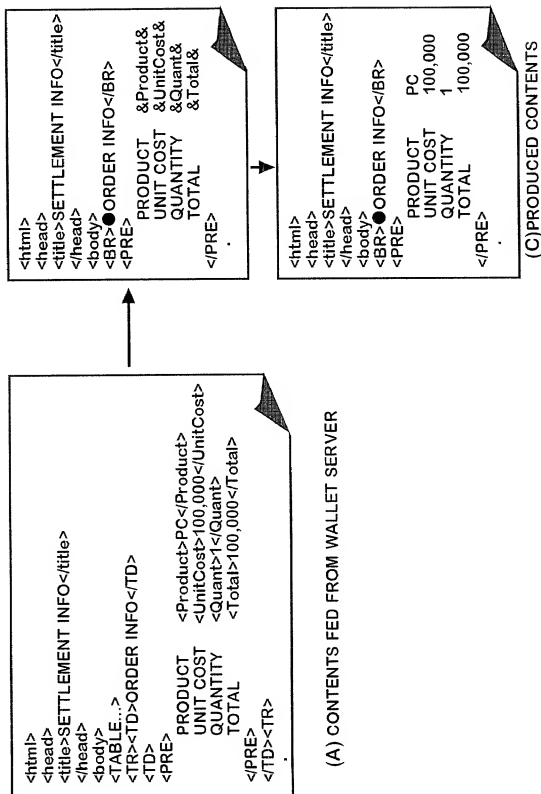 <html>
<head>
<title>SETTLEMENT INFO</title>
</head>
<body>
<TABLE...>
<TR><TD>ORDER INFO</TD>
<TD>
<PRE>
PRODUCT <Product>PC</Product>
UNIT COST <UnitCost>100,000</UnitCost>
QUANTITY <Quant>1</Quant>
TOTAL <Total>100,000</Total>
</PRE>
</TD><TR>
(A) CONTENTS FED FROM WALLET SERVER
<html>
<head>
<title>SETTLEMENT INFO</title>
</head>
<body>
<BR>●ORDER INFO</BR>
<PRE>
PRODUCT &Product&
UNIT COST &UnitCost&
QUANTITY &Quant&
TOTAL &Total&
</PRE>
<html>
<head>
<title>SETTLEMENT INFO</title>
</head>
<body>
<BR>●ORDER INFO</BR>
<PRE>
PRODUCT PC
UNIT COST 100,000
QUANTITY 1
TOTAL 100,000
</PRE>
(C)PRODUCED CONTENTS